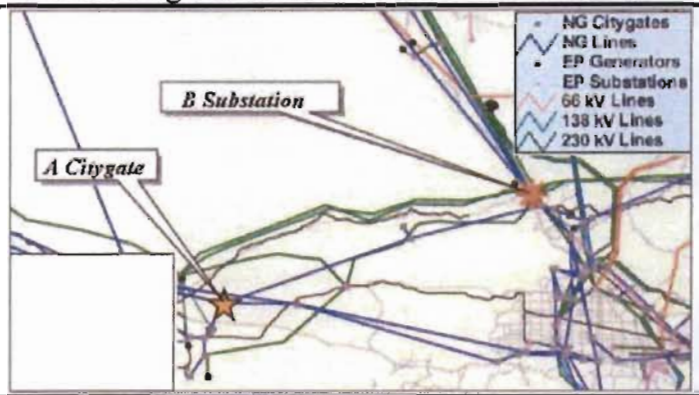 NG Citygates
NG Lines
EP Generators
EP Substations
66 kV Lines
138 kV Lines
230 kV Lines
B Substation
A Citygate